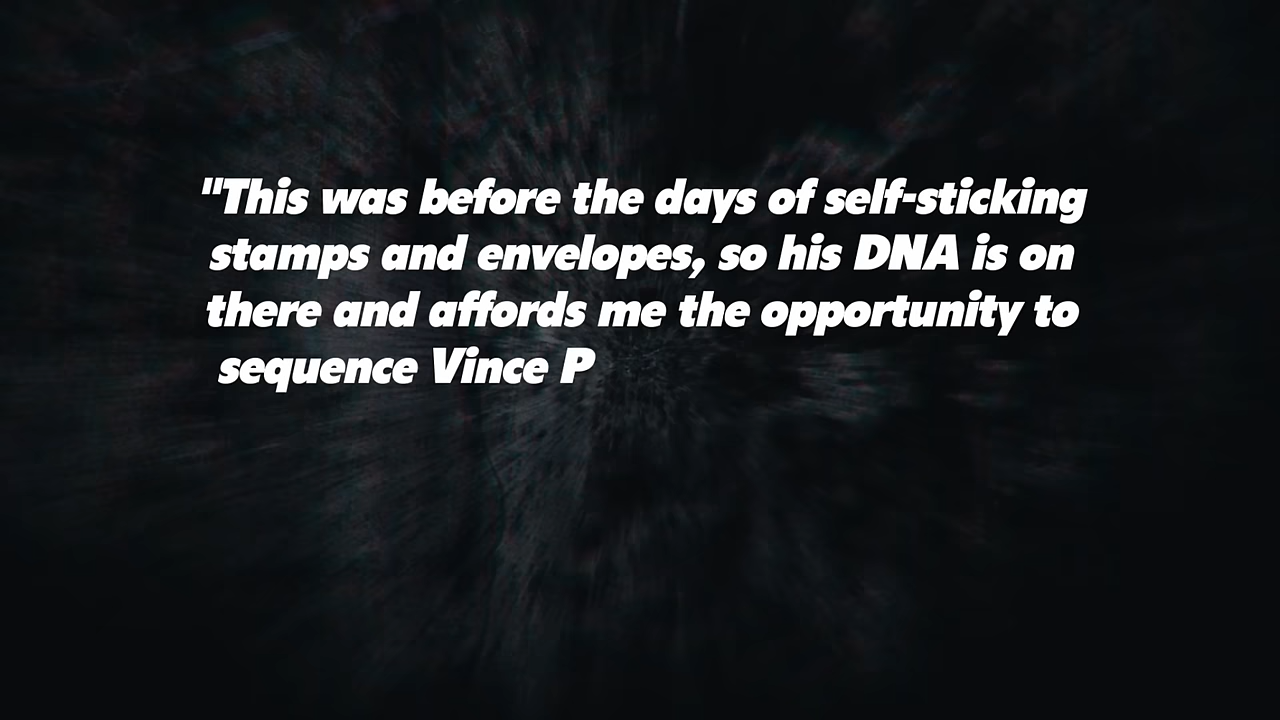 "This was before the days of self-sticking
stamps and envelopes, so his DNA is on
there and affords me the opportunity to
sequence Vince P